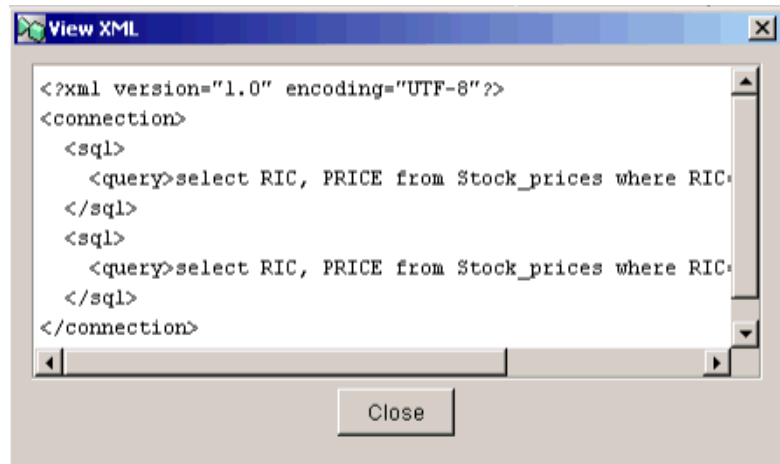 View XML
<?xml version="1.0" encoding="UTF-8"?>
<connection>
<sql>
<query>select RIC, PRICE from Stock_prices where RIC=
</sql>
<sql>
<query>select RIC, PRICE from Stock_prices where RIC=
</sql>
</connection>
Close